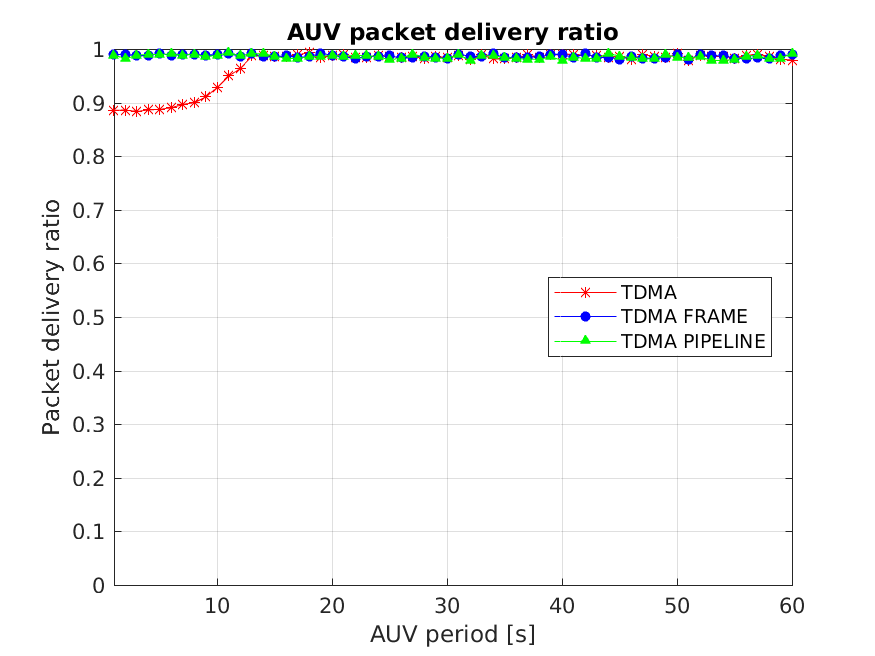 AUV packet delivery ratio
1
0.9
0.8
0.7
0.6
0.5
0.4
0.3
0.2
0.1
0
Packet delivery ratio
TDMA
TDMA FRAME
TDMA PIPELINE
10
20
30
40
50
60
AUV period [s]